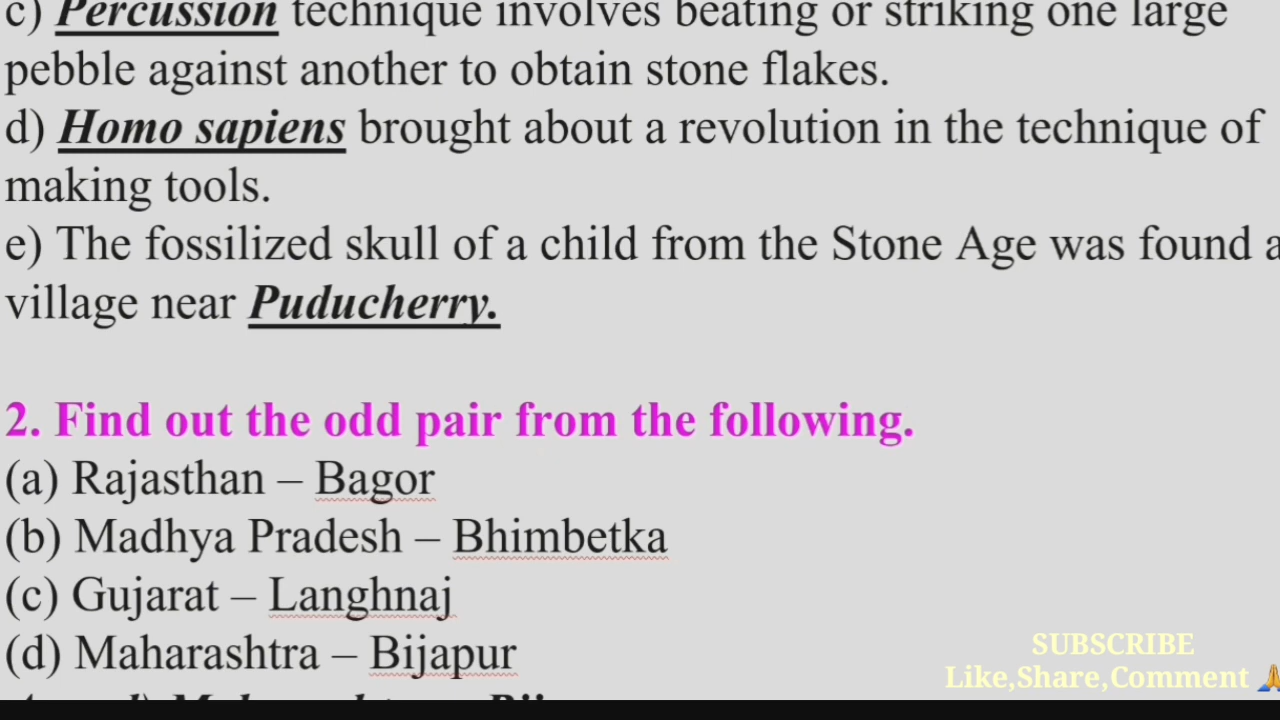 c) Percussion technique involves beating or striking one large
pebble against another to obtain stone flakes.
d) Homo sapiens brought about a revolution in the technique of
making tools.
e) The fossilized skull of a child from the Stone Age was found a
village near Puducherry.
2. Find out the odd pair from the following.
(a) Rajasthan – Bagor
(b) Madhya Pradesh – Bhimbetka
(c) Gujarat – Langhnaj
(d) Maharashtra – Bijapur
SUBSCRIBE
Like,Share,Comment 🙏